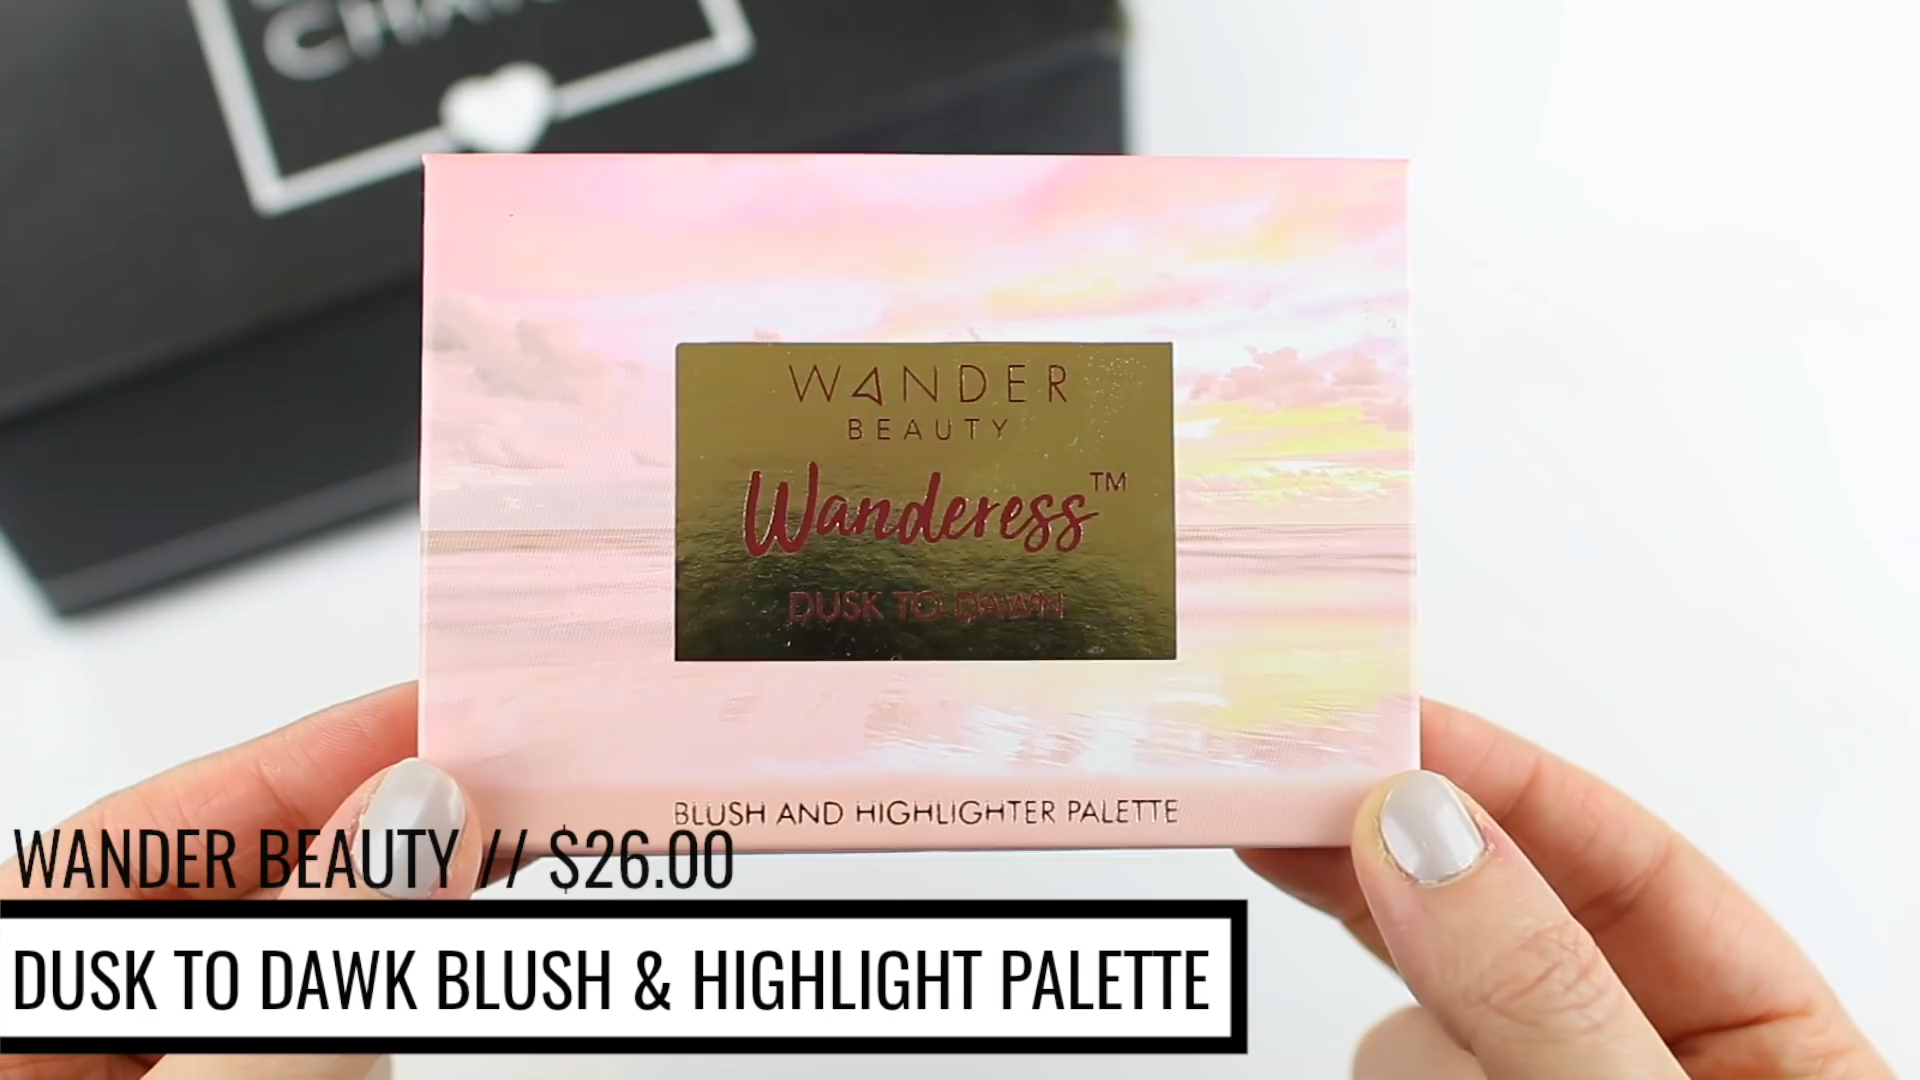 WANDER
BEAUTY
Wanderess™
DUSK TO DAWN
BLUSH AND HIGHLIGHTER PALETTE
WANDER BEAUTY // $26.00
DUSK TO DAWK BLUSH & HIGHLIGHT PALETTE